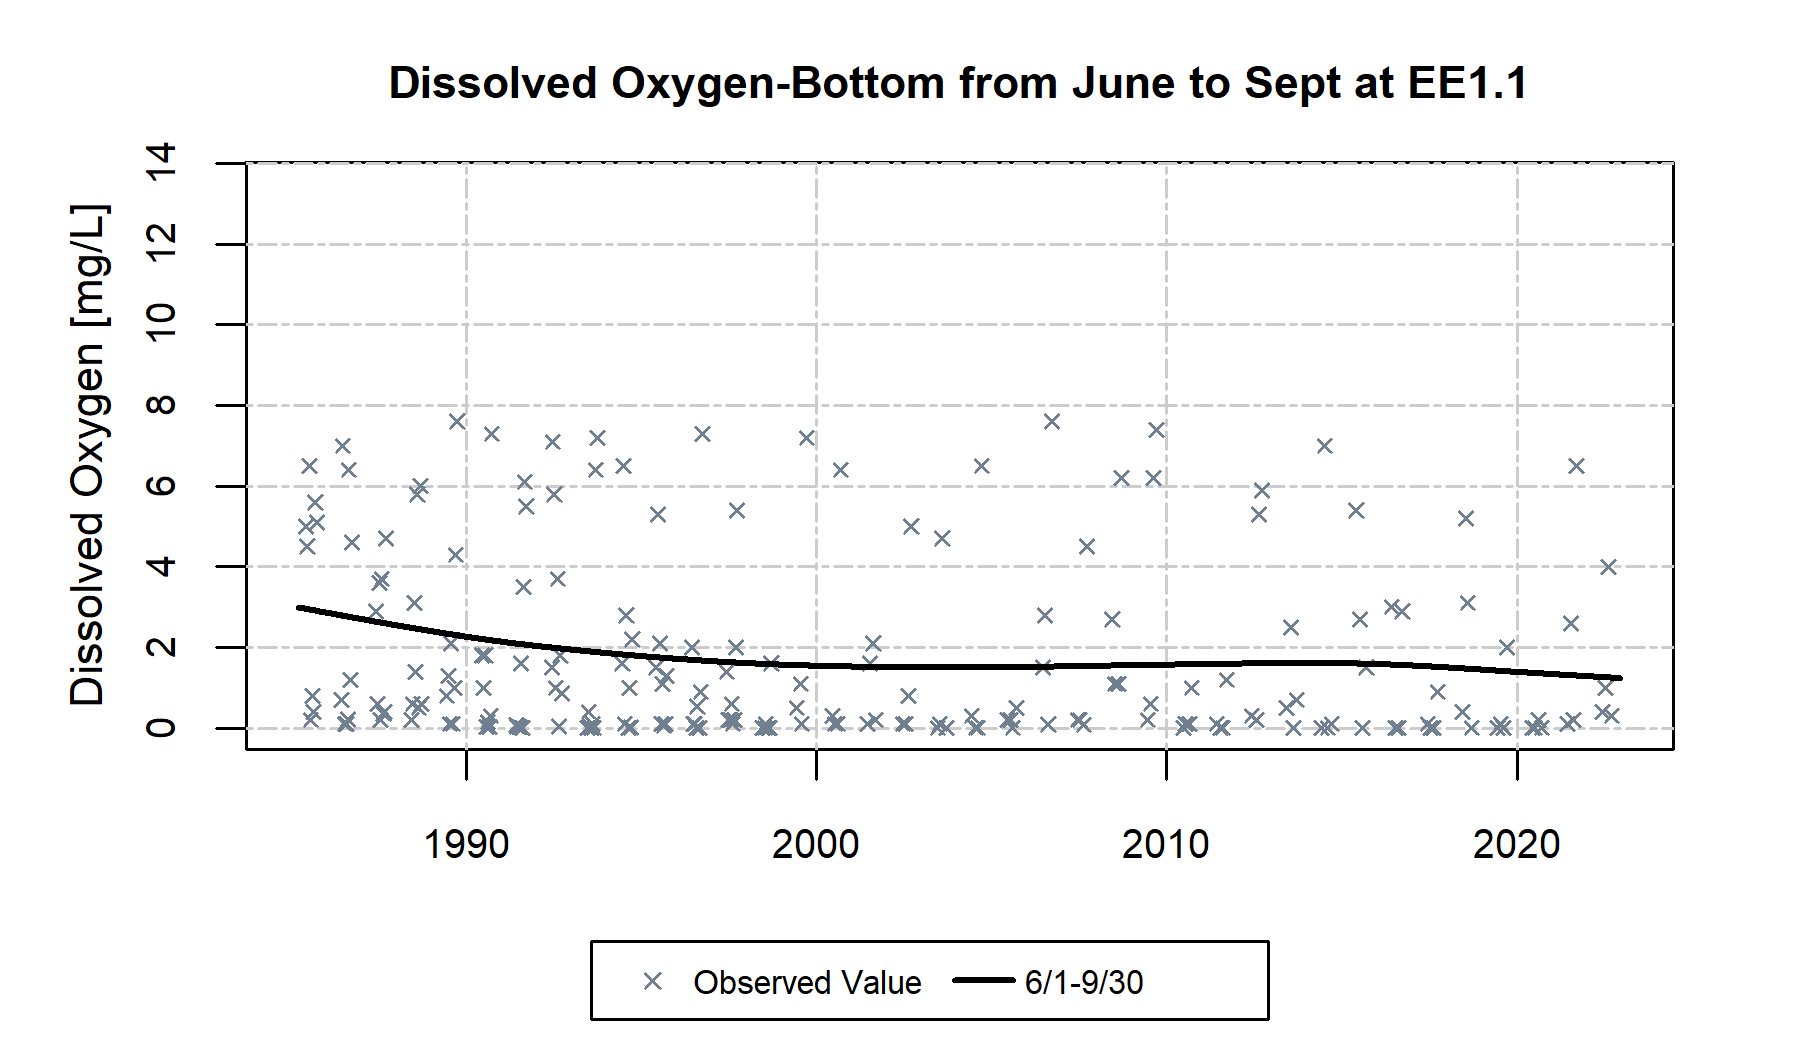 Dissolved Oxygen-Bottom from June to Sept at EE1.1
Dissolved Oxygen [mg/L]
14
12
10
8
6
4
2
0
1990 2000 2010 2020
Observed Value 6/1-9/30